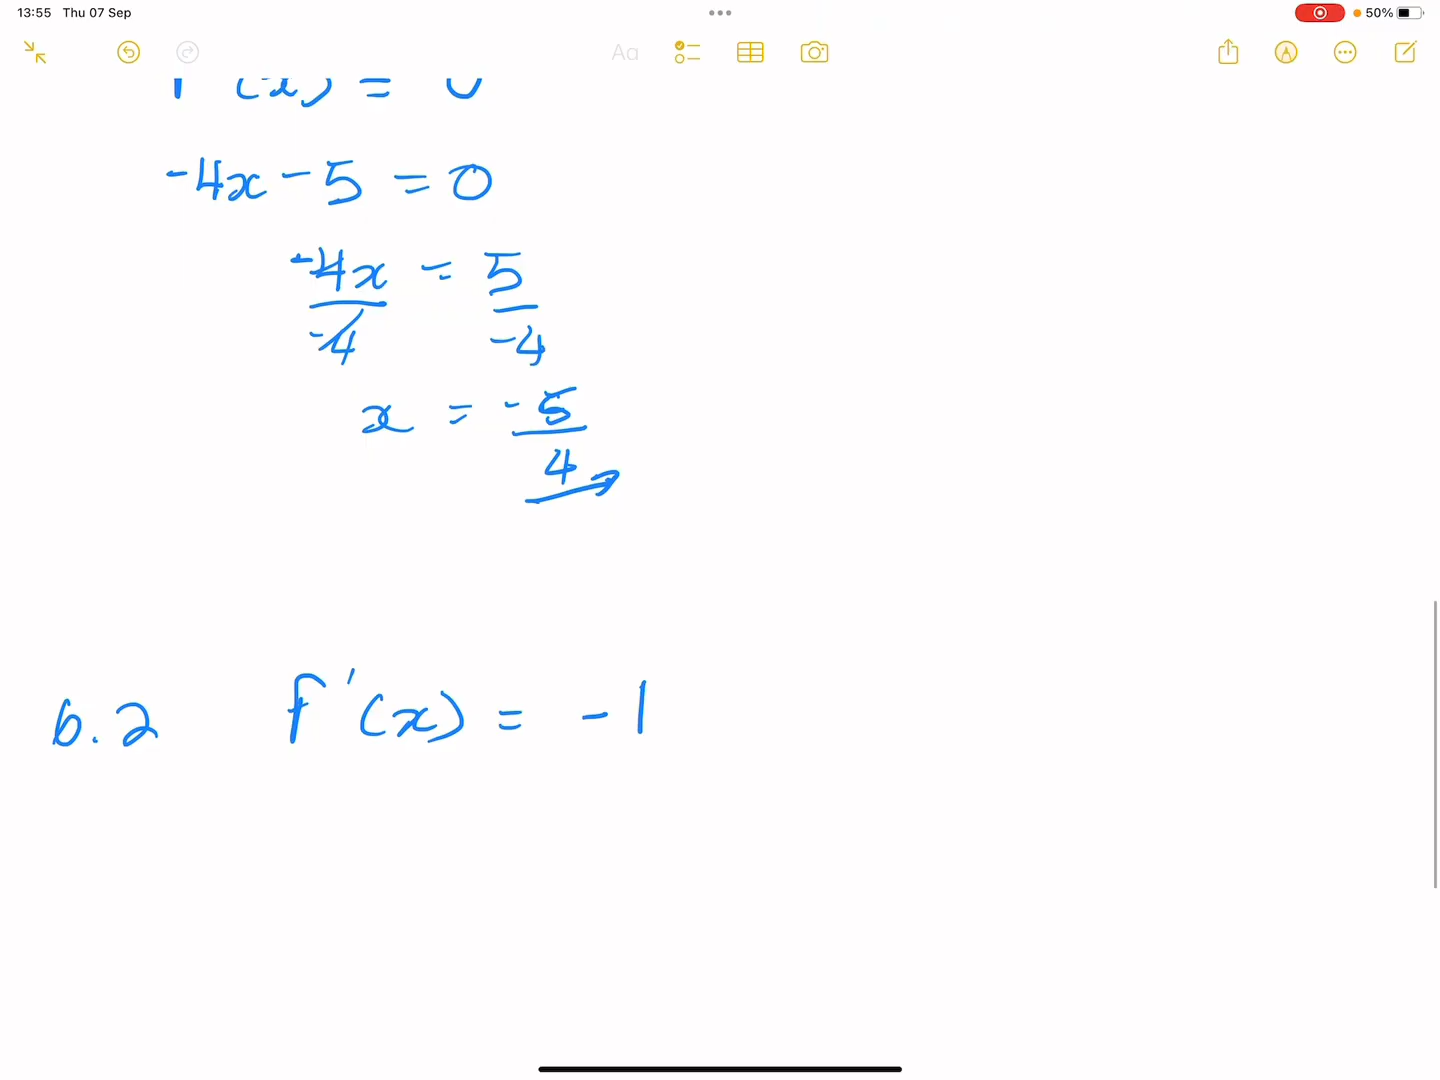 13:55 Thu 07 Sep
50%
Aa
f'(x) = 0
-4x - 5 = 0
-4x = 5
-4 -4
x = -5
4
6.2 f'(x) = -1